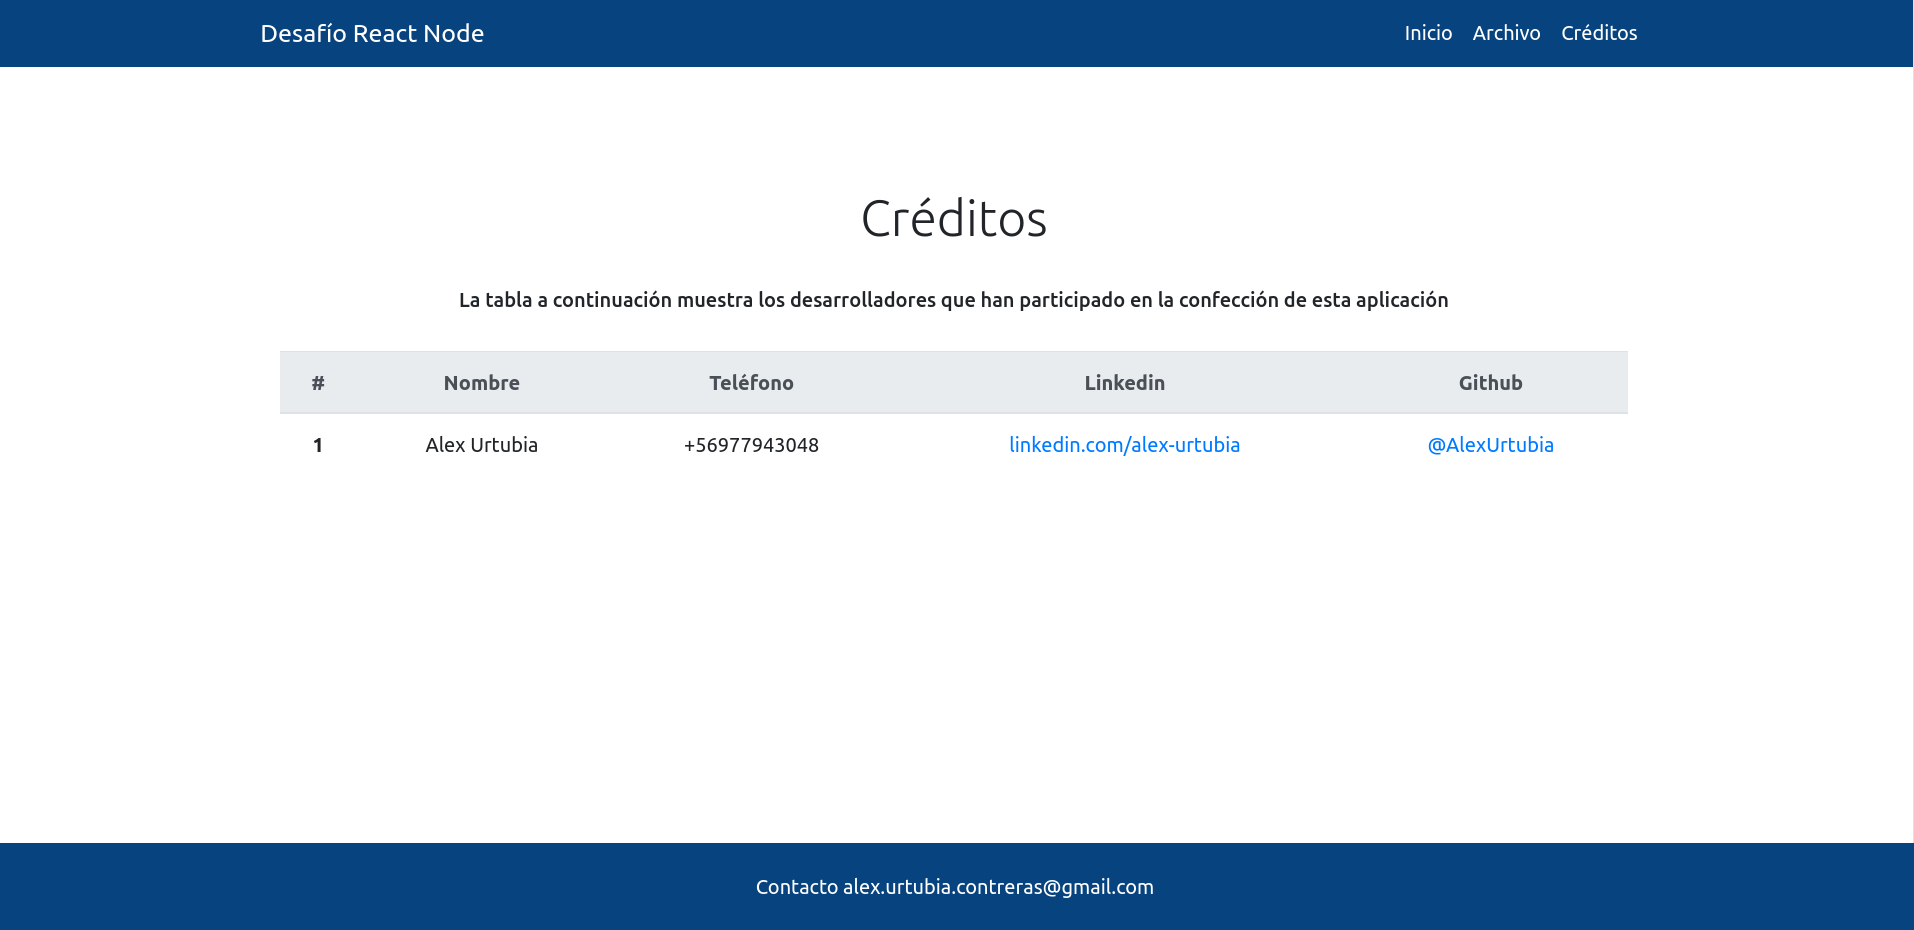 Desafío React Node Inicio Archivo Créditos
Créditos
La tabla a continuación muestra los desarrolladores que han participado en la confección de esta aplicación
# Nombre Teléfono Linkedin Github
1 Alex Urtubia +56977943048 linkedin.com/alex-urtubia @AlexUrtubia
Contacto alex.urtubia.contreras@gmail.com